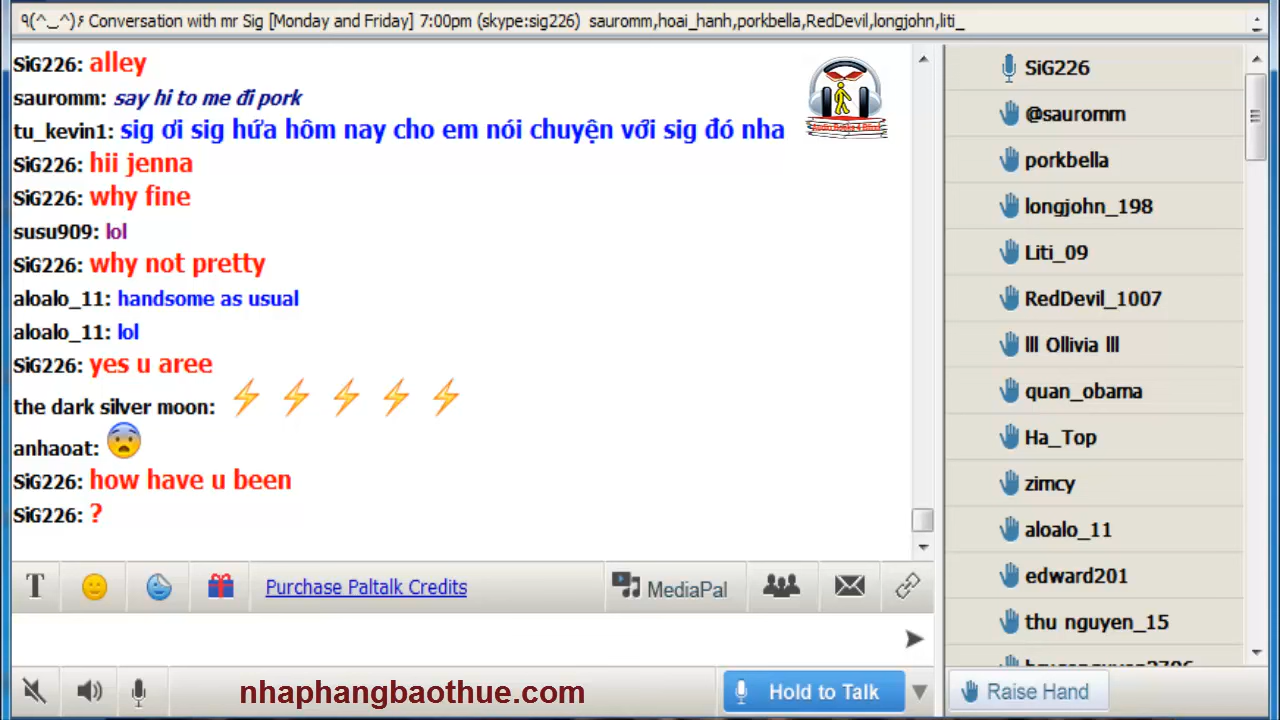 ٩(^‿^)۶ Conversation with mr Sig [Monday and Friday] 7:00pm (skype:sig226) sauromm,hoai_hanh,porkbella,RedDevil,longjohn,liti_
SiG226: alley
sauromm: say hi to me đi pork
tu_kevin1: sig ơi sig hứa hôm nay cho em nói chuyện với sig đó nha
SiG226: hii jenna
SiG226: why fine
susu909: lol
SiG226: why not pretty
aloalo_11: handsome as usual
aloalo_11: lol
SiG226: yes u aree
the dark silver moon:
anhaoat:
SiG226: how have u been
SiG226: ?
T
Purchase Paltalk Credits
MediaPal
nhaphangbaothue.com
Hold to Talk
SiG226
@sauromm
porkbella
longjohn_198
Liti_09
RedDevil_1007
lll Ollivia lll
quan_obama
Ha_Top
zimcy
aloalo_11
edward201
thu nguyen_15
Raise Hand